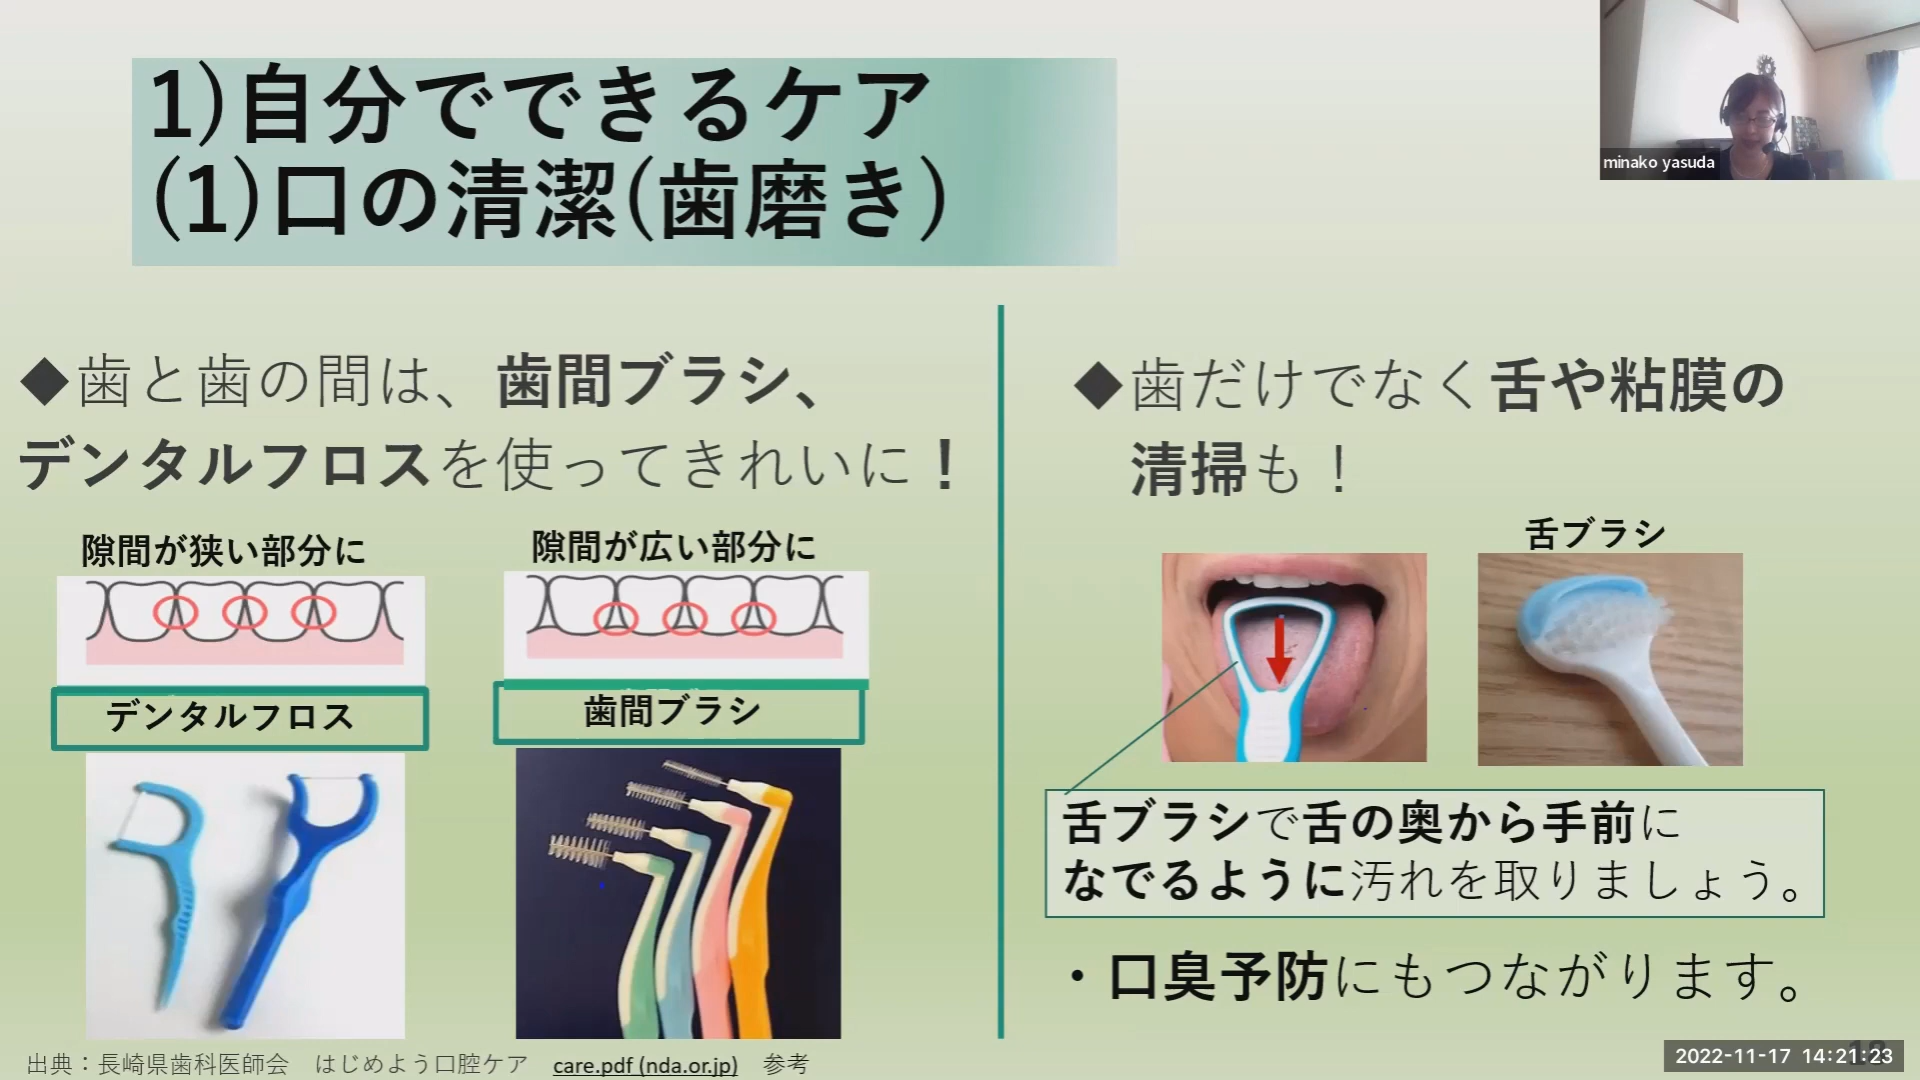 1)自分でできるケア
(1)口の清潔(歯磨き)
minako yasuda
◆歯と歯の間は、歯間ブラシ、
デンタルフロスを使ってきれいに！
隙間が狭い部分に
隙間が広い部分に
デンタルフロス
歯間ブラシ
◆歯だけでなく舌や粘膜の
清掃も！
舌ブラシ
舌ブラシで舌の奥から手前に
なでるように汚れを取りましょう。
・口臭予防にもつながります。
出典：長崎県歯科医師会　はじめよう口腔ケア　care.pdf (nda.or.jp)　参考
2022-11-17 14:21:23